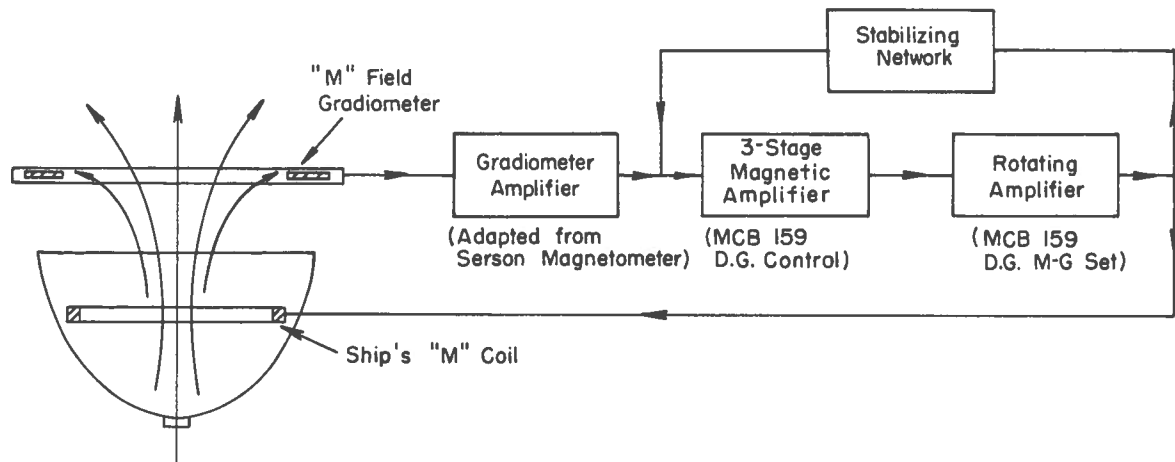 "M" Field
Gradiometer
Stabilizing
Network
Gradiometer
Amplifier
(Adapted from
Serson Magnetometer)
3-Stage
Magnetic
Amplifier
(MCB 159
D.G. Control)
Rotating
Amplifier
(MCB 159
D.G. M-G Set)
Ship's "M" Coil